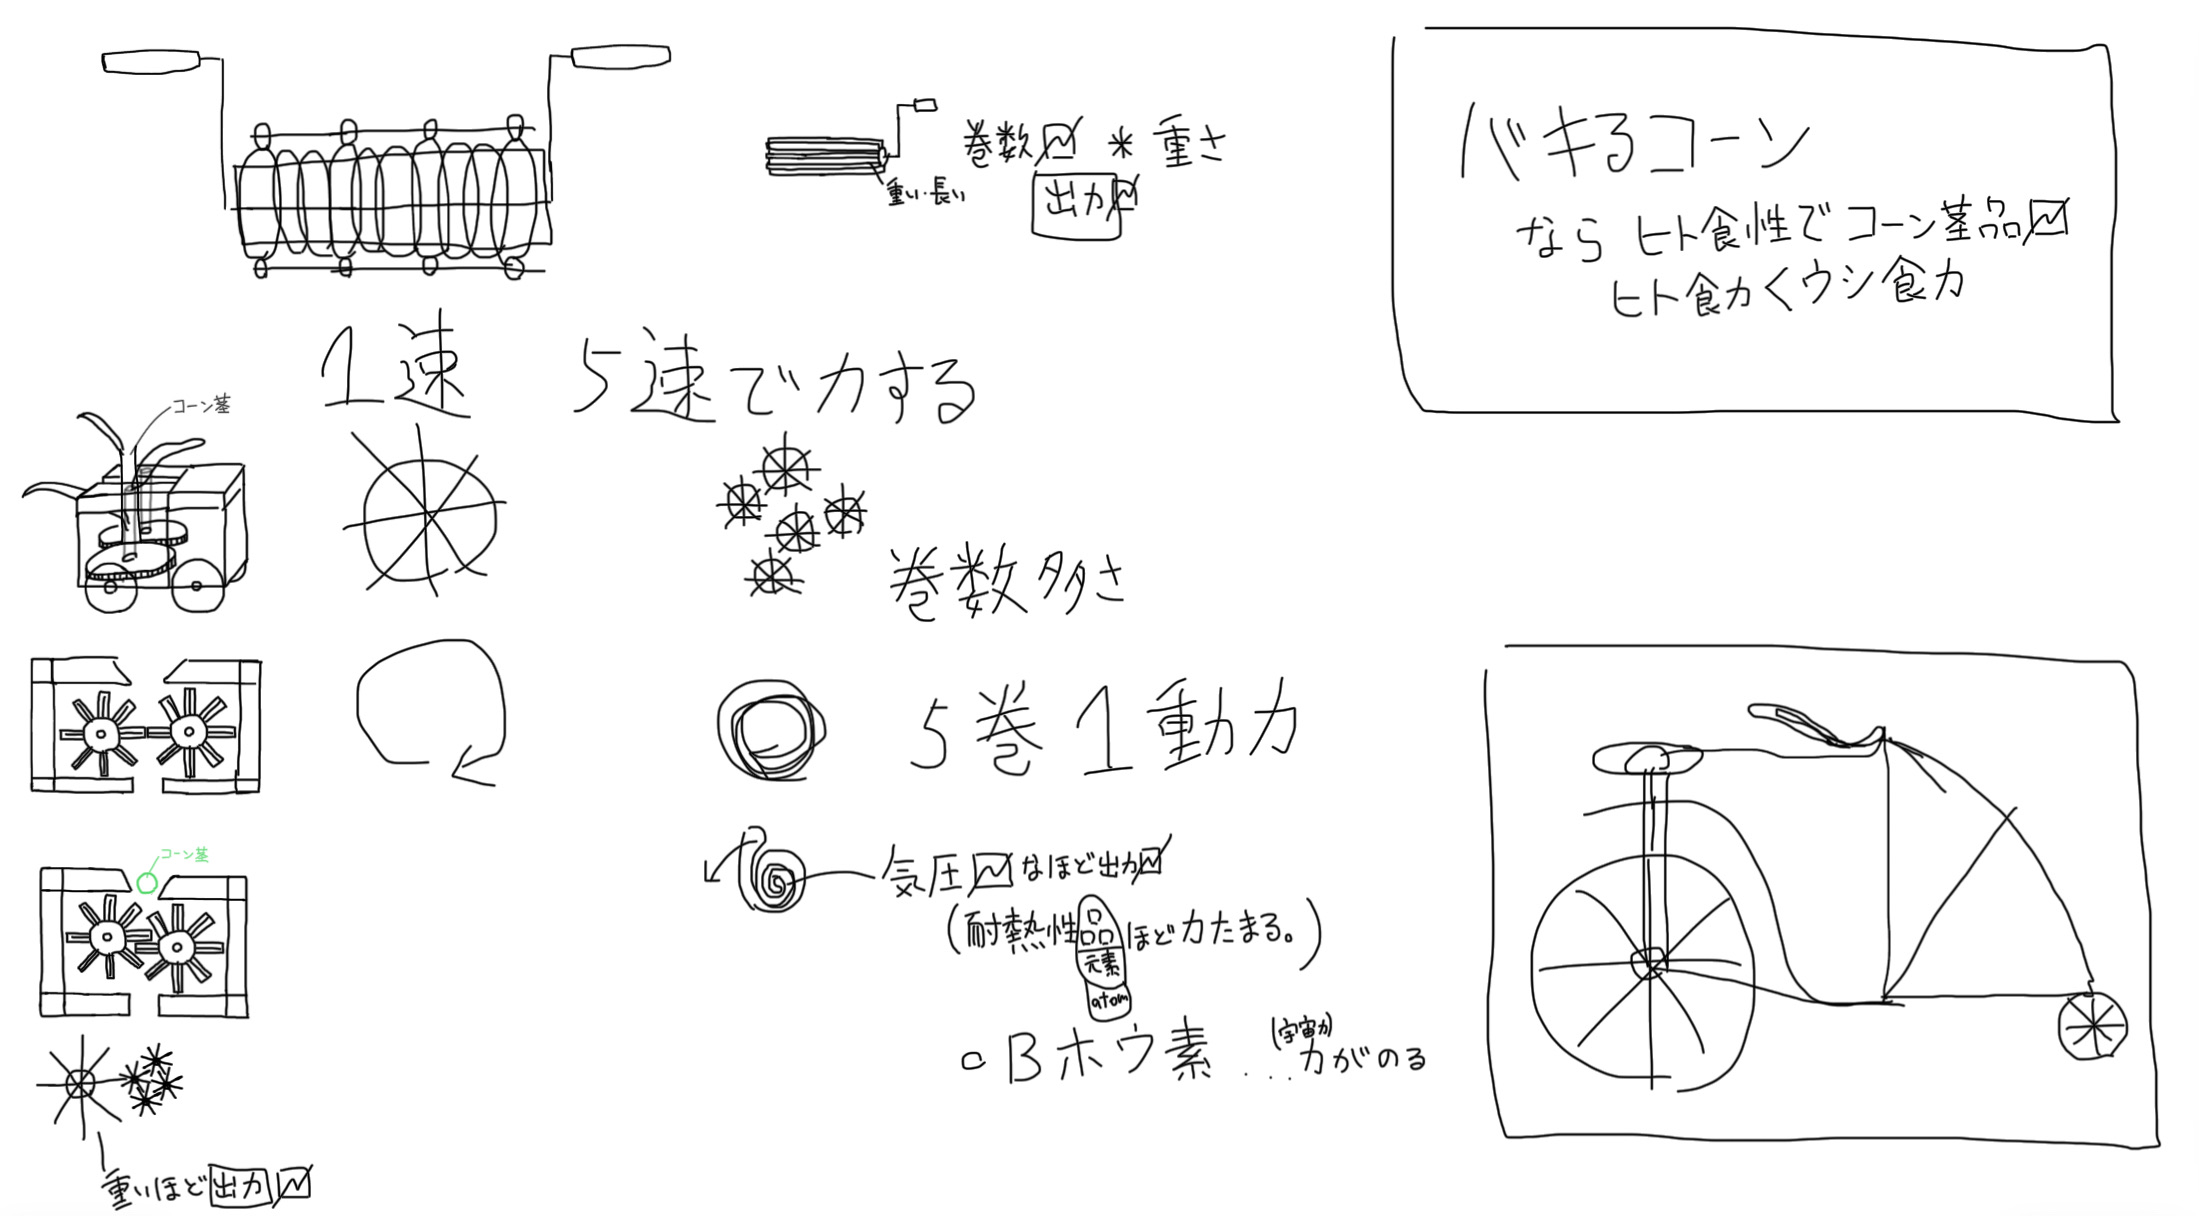 巻数 * 重さ
重い・長い
出力
バキるコーン
なら ヒト食性でコーン茎品
ヒト食力くウシ食力
1速 5速で力する
コーン茎
巻数多さ
5巻1動力
気圧なほど出力
(耐熱性品ほど力たまる。)
元素
atom
コーン茎
○Bホウ素 ...力がのる
(宇宙力)
重いほど出力